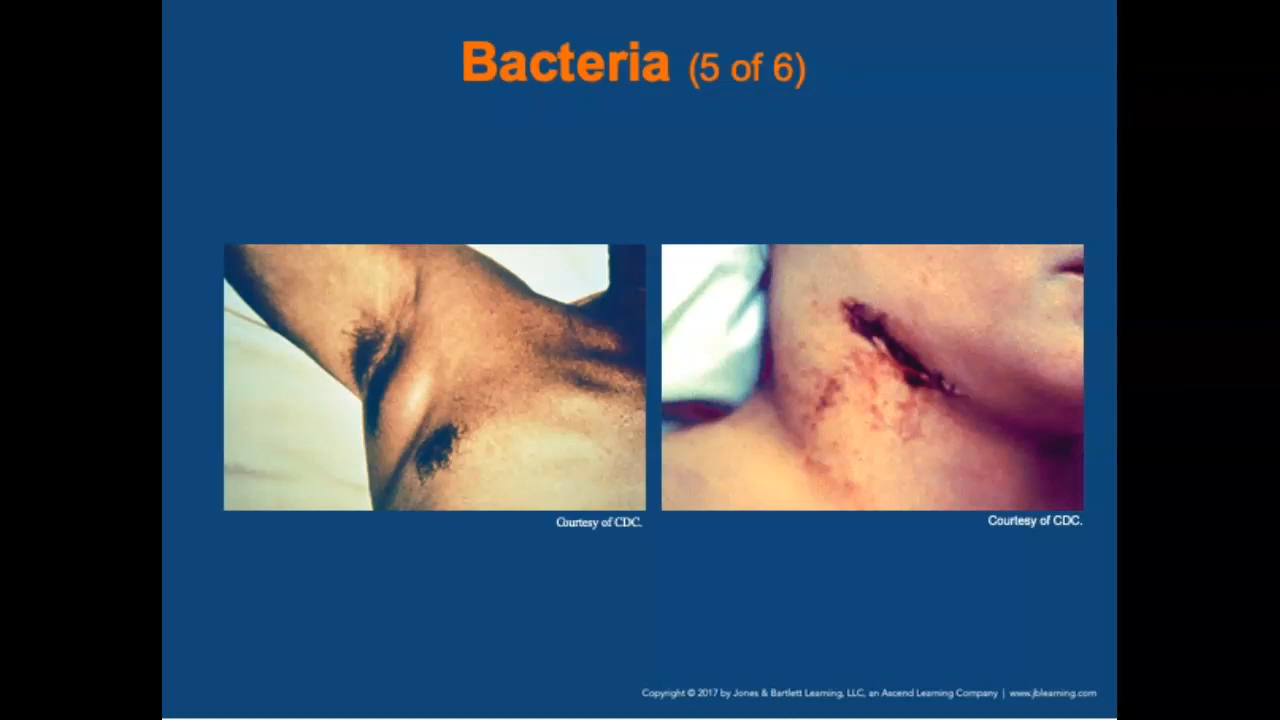 Bacteria (5 of 6)
Courtesy of CDC.
Courtesy of CDC.
Copyright © 2017 by Jones & Bartlett Learning, LLC, an Ascend Learning Company | www.jblearning.com